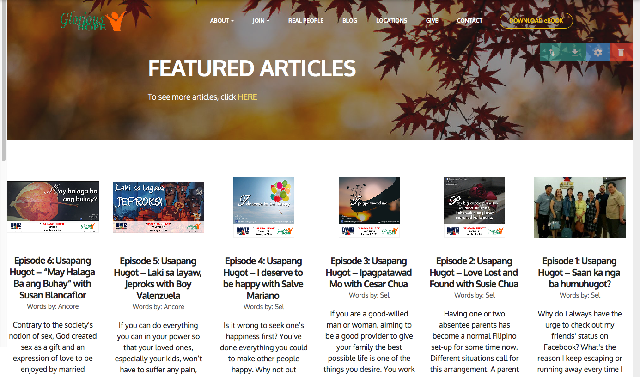 glorious
HOPE
ABOUT
JOIN
REAL PEOPLE
BLOG
LOCATIONS
GIVE
CONTACT
DOWNLOAD eBOOK
FEATURED ARTICLES
To see more articles, click HERE
May halaga ba
ang buhay?
Laki sa layaw
JEPROKS!
Episode 6: Usapang
Hugot – “May Halaga
Ba ang Buhay” with
Susan Blancaflor
Words by: Ancore
Contrary to the society's
notion of sex, God created
sex as a gift and an
expression of love to be
enjoyed by married
Episode 5: Usapang
Hugot – Laki sa layaw,
Jeproks with Boy
Valenzuela
Words by: Ancore
If you can do everything
you can in your power so
that your loved ones,
especially your kids, won't
have to suffer any pain,
Episode 4: Usapang
Hugot – I deserve to
be happy with Salve
Mariano
Words by: Sel
Is it wrong to seek one's
happiness first? You've
done everything you could
to make other people
happy. Why not put
Episode 3: Usapang
Hugot – Ipagpatawad
Mo with Cesar Chua
Words by: Sel
If you are a good-willed
man or woman, aiming to
be a good provider to give
your family the best
possible life is one of the
things you desire. You work
Episode 2: Usapang
Hugot – Love Lost and
Found with Susie Chua
Words by: Sel
Having one or two
absentee parents has
become a normal Filipino
set-up for some time now.
Different situations call for
this arrangement. A parent
Episode 1: Usapang
Hugot – Saan ka nga
ba humuhugot?
Words by: Sel
Why do I always have the
urge to check out my
friends' status on
Facebook? What's the
reason I keep escaping or
running away every time I